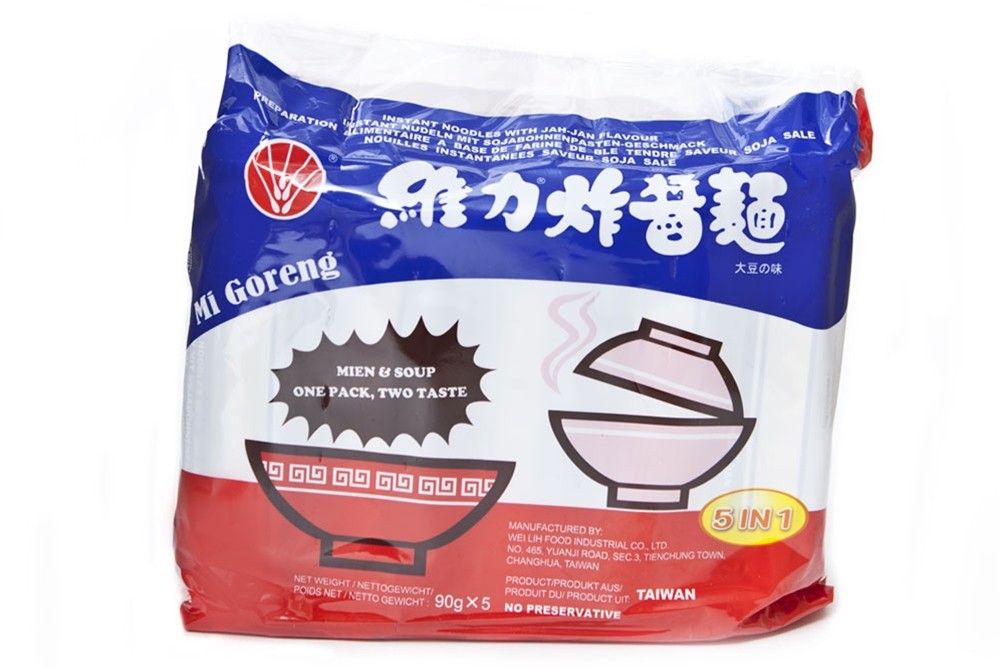 INSTANT NOODLES WITH JAH-JAN FLAVOUR
INSTANT NUDELN MIT SOJABOHNENPASTEN-GESCHMACK
PREPARATION ALIMENTAIRE A BASE DE FARINE DE BLE TENDRE SAVEUR SOJA SALE
NOUILLES INSTANTANEES SAVEUR SOJA SALE
維力®炸醬麵
大豆の味
Mi Goreng
MIEN & SOUP
ONE PACK, TWO TASTE
5 IN 1
MANUFACTURED BY:
WEI LIH FOOD INDUSTRIAL CO., LTD.
NO. 465, YUANJI ROAD, SEC.3, TIENCHUNG TOWN,
CHANGHUA, TAIWAN
NET WEIGHT / NETTOGEWICHT/
POIDS NET / NETTO GEWICHT : 90g×5
PRODUCT/PRODUKT AUS/
PRODUIT DU/ PRODUCT UIT: TAIWAN
NO PRESERVATIVE